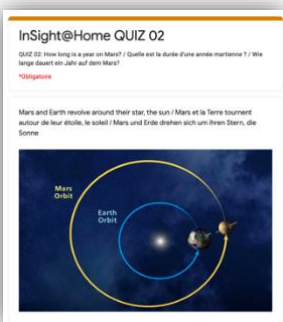 InSight@Home QUIZ 02
QUIZ 02: How long is a year on Mars? / Quelle est la durée d'une année martienne ? / Wie
lange dauert ein Jahr auf dem Mars?
*Obligatoire
Mars and Earth revolve around their star, the sun / Mars et la Terre tournent
autour de leur étoile, le soleil / Mars und Erde drehen sich um ihren Stern, die
Sonne
Mars
Orbit
Earth
Orbit